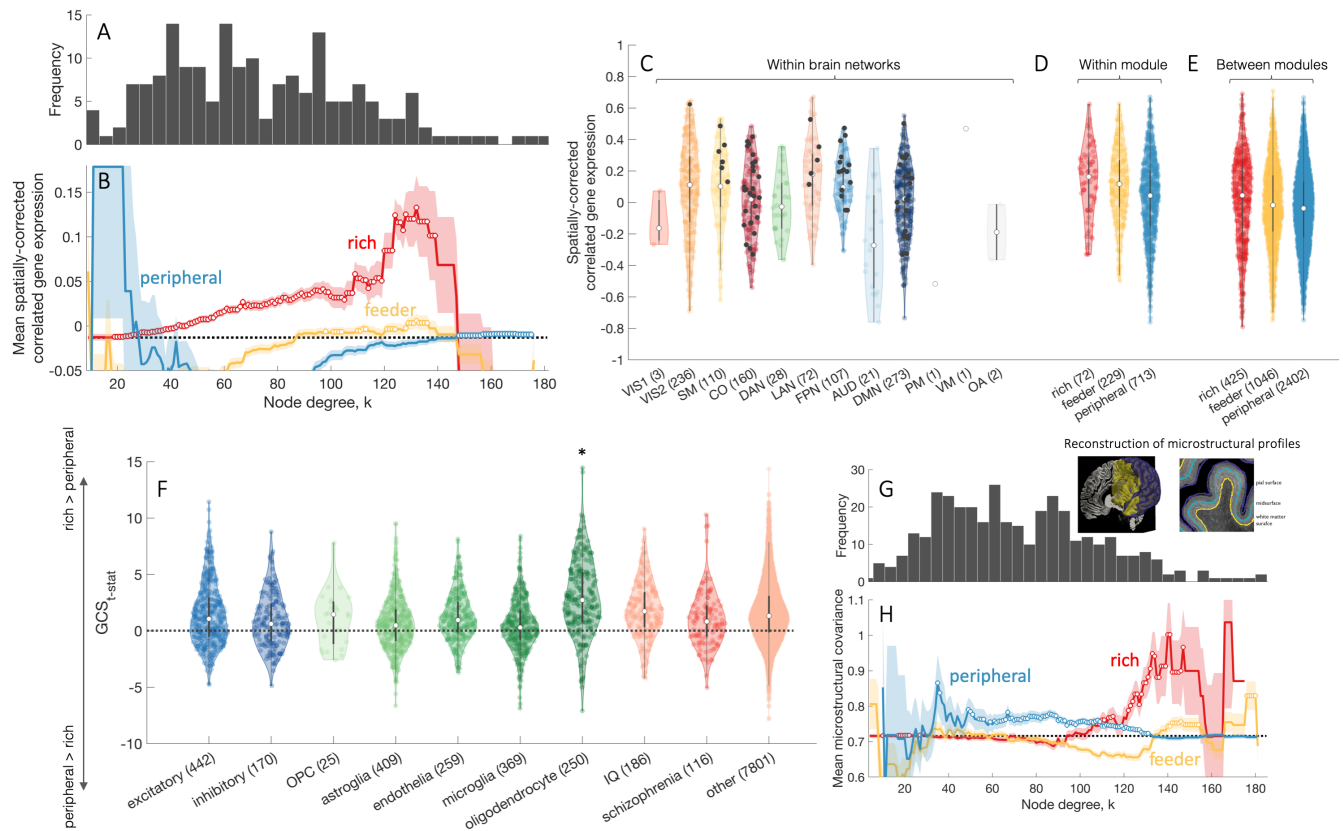 A
15
10
5
0
Frequency
B
0.15
0.1
0.05
0
-0.05
Mean spatially-corrected
correlated gene expression
rich
peripheral
feeder
20
40
60
80
100
120
140
160
180
Node degree, k
C
Within brain networks
1
0.8
0.6
0.4
0.2
0
-0.2
-0.4
-0.6
-0.8
-1
Spatially-corrected
correlated gene expression
VIS1 (3)
VIS2 (236)
SM (110)
CO (160)
DAN (28)
LAN (72)
FPN (107)
AUD (21)
DMN (273)
PM (1)
VM (1)
OA (2)
D
Within module
rich (72)
feeder (229)
peripheral (713)
E
Between modules
rich (425)
feeder (1046)
peripheral (2402)
F
rich > peripheral
peripheral > rich
GCS t-stat
15
10
5
0
-5
-10
*
excitatory (442)
inhibitory (170)
OPC (25)
astroglia (409)
endothelia (259)
microglia (369)
oligodendrocyte (250)
IQ (186)
schizophrenia (116)
other (7801)
Reconstruction of microstructural profiles
pial surface
midsurface
white matter
surafce
G
30
20
10
0
Frequency
H
1.1
1
0.9
0.8
0.7
0.6
Mean microstructural covariance
peripheral
rich
feeder
20
40
60
80
100
120
140
160
180
Node degree, k